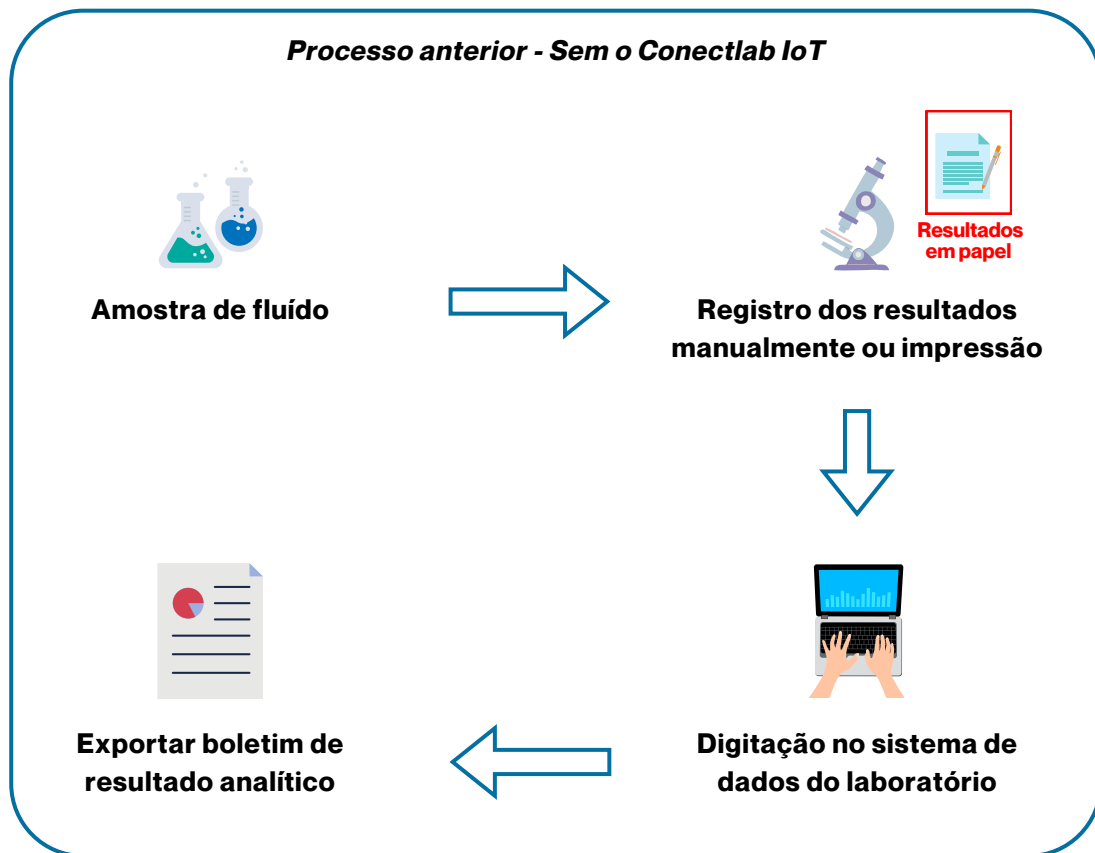 Processo anterior - Sem o Conectlab IoT
Resultados
em papel
Amostra de fluído
Registro dos resultados
manualmente ou impressão
Digitação no sistema de
dados do laboratório
Exportar boletim de
resultado analítico